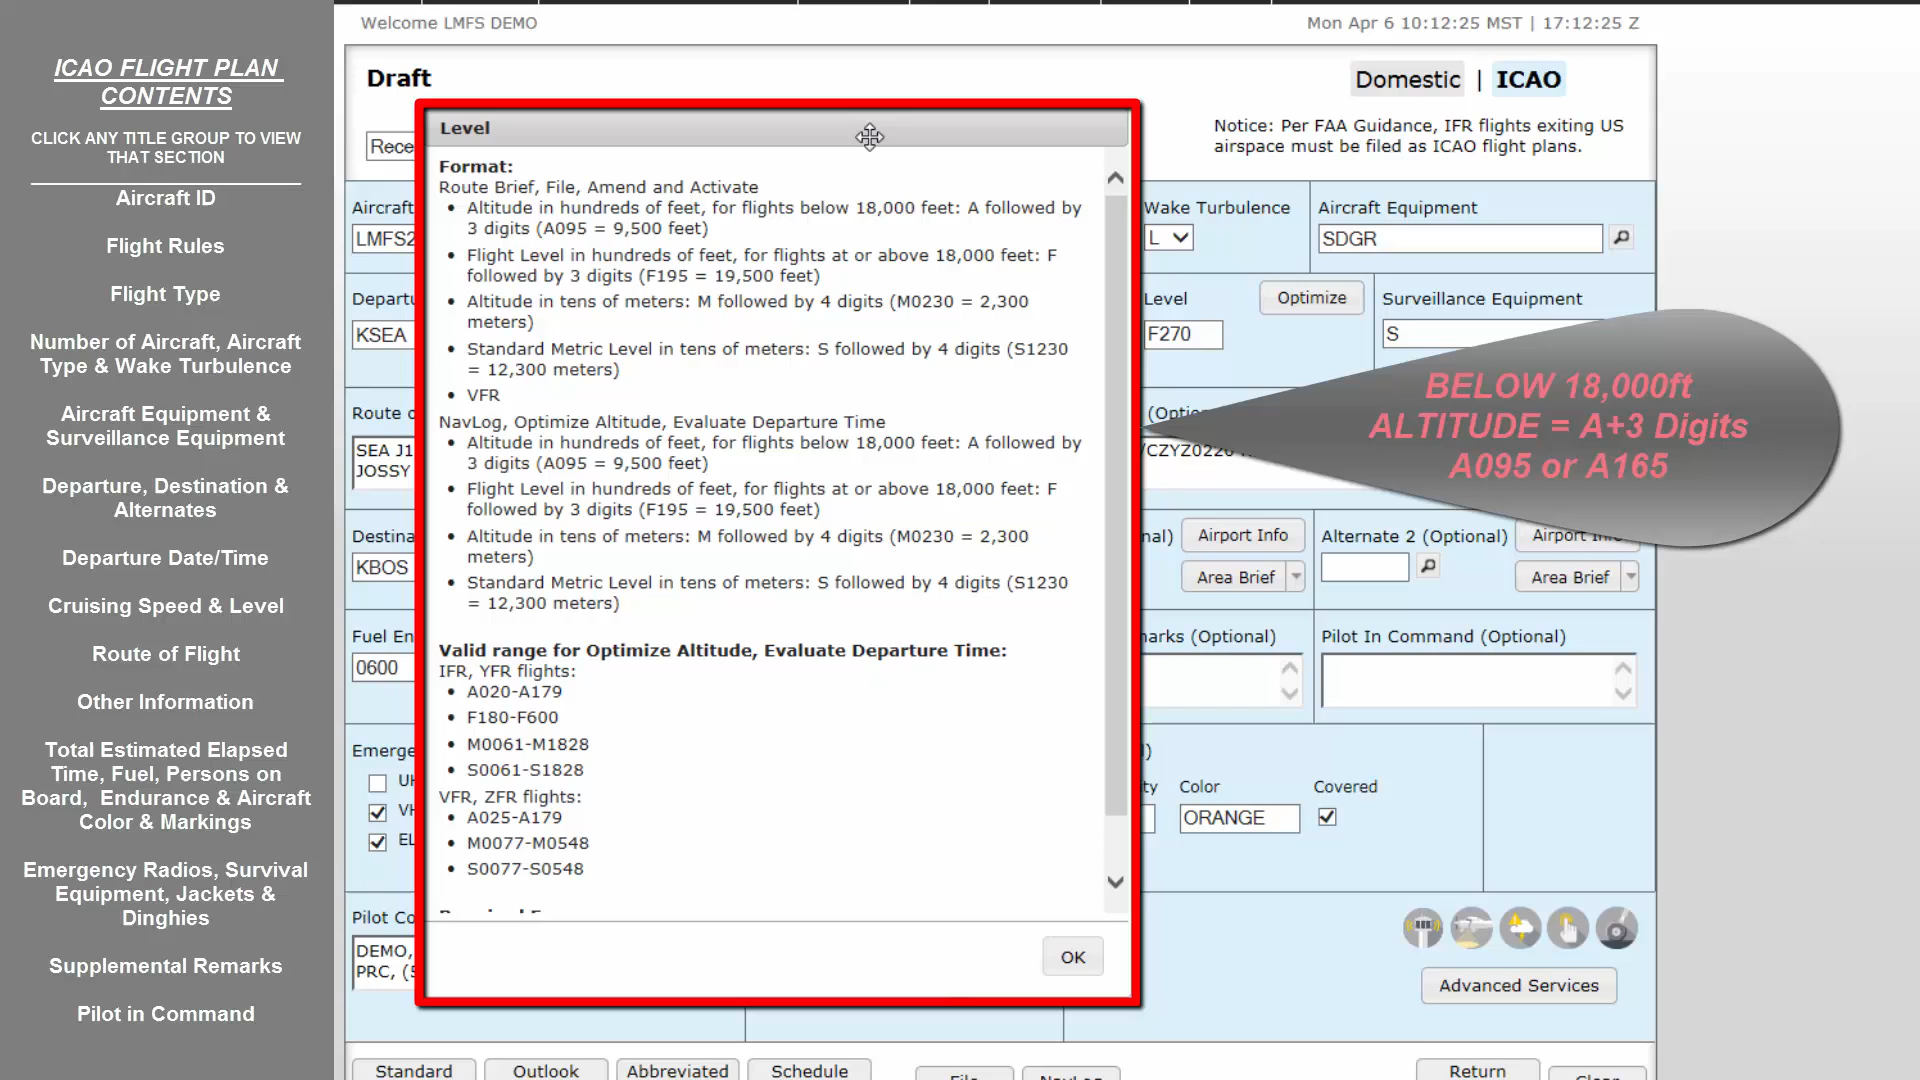 ICAO FLIGHT PLAN
CONTENTS
CLICK ANY TITLE GROUP TO VIEW
THAT SECTION
Aircraft ID
Flight Rules
Flight Type
Number of Aircraft, Aircraft
Type & Wake Turbulence
Aircraft Equipment &
Surveillance Equipment
Departure, Destination &
Alternates
Departure Date/Time
Cruising Speed & Level
Route of Flight
Other Information
Total Estimated Elapsed
Time, Fuel, Persons on
Board, Endurance & Aircraft
Color & Markings
Emergency Radios, Survival
Equipment, Jackets &
Dinghies
Supplemental Remarks
Pilot in Command
Welcome LMFS DEMO
Mon Apr 6 10:12:25 MST | 17:12:25 Z
Draft
Domestic | ICAO
Notice: Per FAA Guidance, IFR flights exiting US
airspace must be filed as ICAO flight plans.
Rece
Level
Format:
Route Brief, File, Amend and Activate
• Altitude in hundreds of feet, for flights below 18,000 feet: A followed by
3 digits (A095 = 9,500 feet)
• Flight Level in hundreds of feet, for flights at or above 18,000 feet: F
followed by 3 digits (F195 = 19,500 feet)
• Altitude in tens of meters: M followed by 4 digits (M0230 = 2,300
meters)
• Standard Metric Level in tens of meters: S followed by 4 digits (S1230
= 12,300 meters)
• VFR
NavLog, Optimize Altitude, Evaluate Departure Time
• Altitude in hundreds of feet, for flights below 18,000 feet: A followed by
3 digits (A095 = 9,500 feet)
• Flight Level in hundreds of feet, for flights at or above 18,000 feet: F
followed by 3 digits (F195 = 19,500 feet)
• Altitude in tens of meters: M followed by 4 digits (M0230 = 2,300
meters)
• Standard Metric Level in tens of meters: S followed by 4 digits (S1230
= 12,300 meters)
Valid range for Optimize Altitude, Evaluate Departure Time:
IFR, YFR flights:
• A020-A179
• F180-F600
• M0061-M1828
• S0061-S1828
VFR, ZFR flights:
• A025-A179
• M0077-M0548
• S0077-S0548
OK
Aircraft
LMFS2
Wake Turbulence
L
Aircraft Equipment
SDGR
Departu
KSEA
Level
Optimize
F270
Surveillance Equipment
S
Route o
SEA J1
JOSSY
BELOW 18,000ft
ALTITUDE = A+3 Digits
A095 or A165
Destina
KBOS
nal)
Airport Info
Area Brief
Alternate 2 (Optional)
Area Brief
Fuel En
0600
arks (Optional)
Pilot In Command (Optional)
Emerge
ty
Color
ORANGE
Covered
Pilot Co
DEMO,
PRC, (5
Advanced Services
Standard
Outlook
Abbreviated
Schedule
File
NavLog
Return
Clear